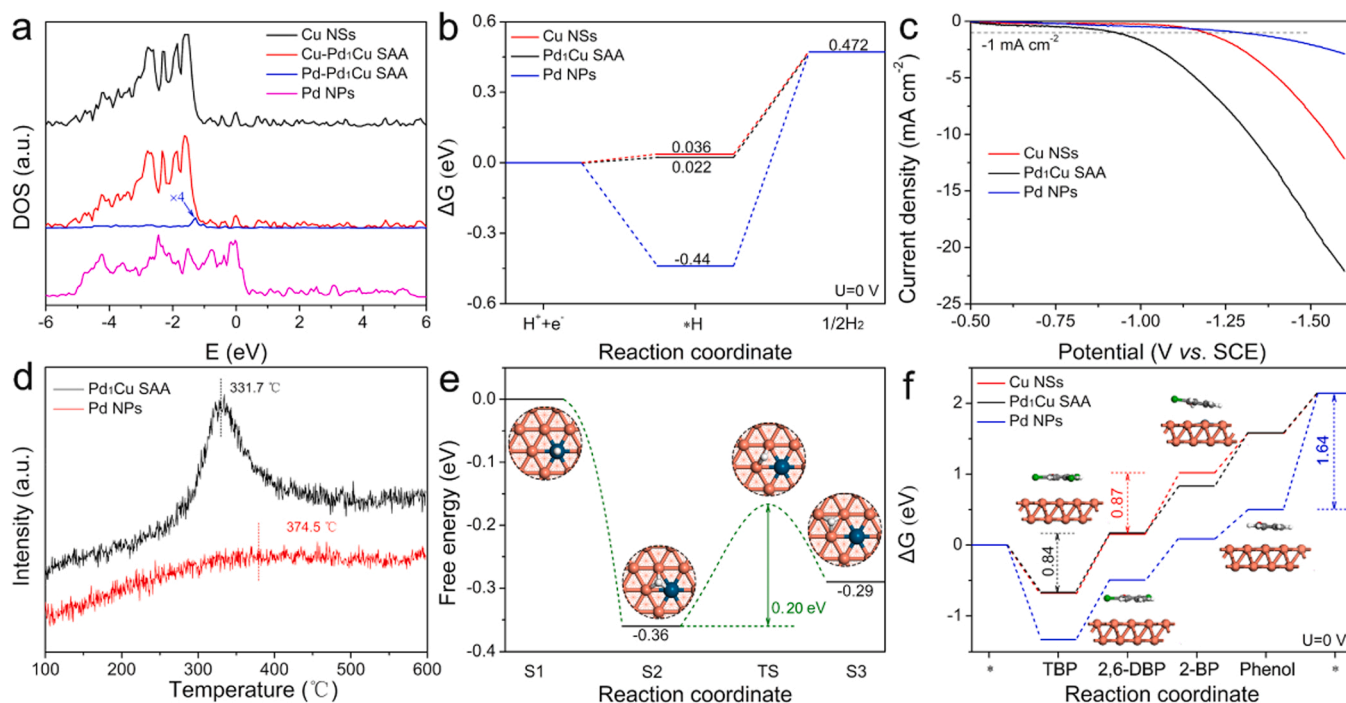 a
Cu NSs
Cu-Pd₁Cu SAA
Pd-Pd₁Cu SAA
Pd NPs
×4
DOS (a.u.)
-6 -4 -2 0 2 4 6
E (eV)
b
Cu NSs
Pd₁Cu SAA
Pd NPs
0.472
0.036
0.022
-0.44
U=0 V
ΔG (eV)
0.6
0.3
0.0
-0.3
-0.6
H⁺+e⁻ *H 1/2H₂
Reaction coordinate
c
-1 mA cm⁻²
Cu NSs
Pd₁Cu SAA
Pd NPs
Current density (mA cm⁻²)
0
-5
-10
-15
-20
-25
-0.50 -0.75 -1.00 -1.25 -1.50
Potential (V vs. SCE)
d
Pd₁Cu SAA
Pd NPs
331.7 ℃
374.5 ℃
Intensity (a.u.)
100 200 300 400 500 600
Temperature (℃)
e
0.20 eV
-0.36
-0.29
Free energy (eV)
0.0
-0.1
-0.2
-0.3
-0.4
S1 S2 TS S3
Reaction coordinate
f
Cu NSs
Pd₁Cu SAA
Pd NPs
0.84
0.87
1.64
U=0 V
ΔG (eV)
2
1
0
-1
* TBP 2,6-DBP 2-BP Phenol *
Reaction coordinate